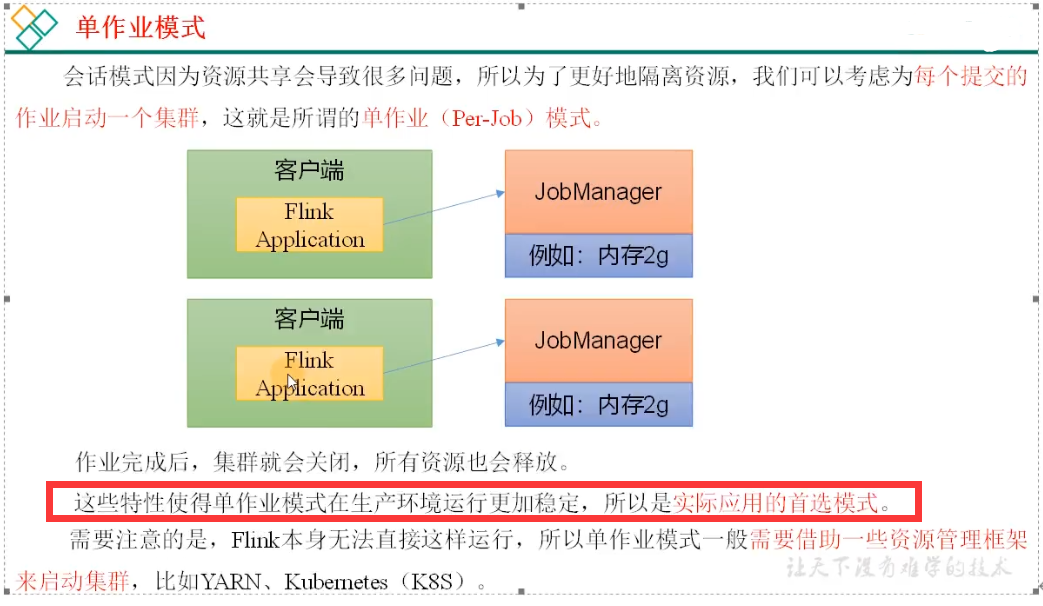 单作业模式
会话模式因为资源共享会导致很多问题，所以为了更好地隔离资源，我们可以考虑为每个提交的
作业启动一个集群，这就是所谓的单作业（Per-Job）模式。
客户端
Flink
Application
JobManager
例如：内存2g
客户端
Flink
Application
JobManager
例如：内存2g
作业完成后，集群就会关闭，所有资源也会释放。
这些特性使得单作业模式在生产环境运行更加稳定，所以是实际应用的首选模式。
需要注意的是，Flink本身无法直接这样运行，所以单作业模式一般需要借助一些资源管理框架
来启动集群，比如YARN、Kubernetes（K8S）。
让天下没有难学的技术